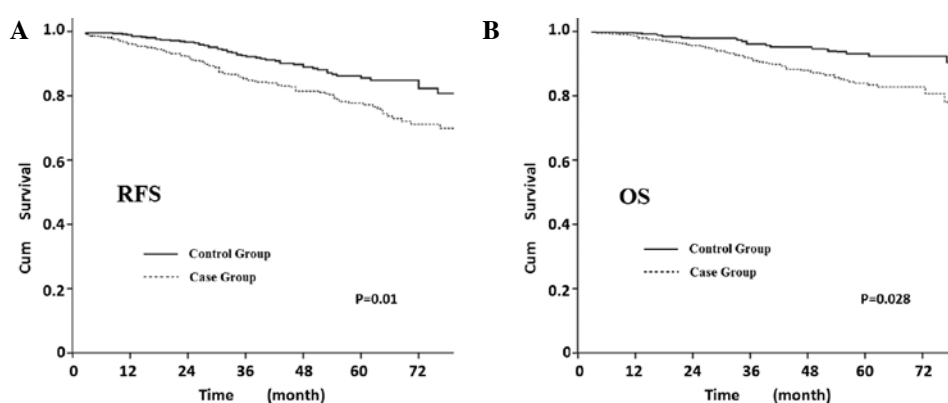 A
1.0
0.8
0.6
0.4
0.2
0
Cum Survival
RFS
Control Group
Case Group
P=0.01
0 12 24 36 48 60 72
Time (month)
B
1.0
0.8
0.6
0.4
0.2
0
Cum Survival
OS
Control Group
Case Group
P=0.028
0 12 24 36 48 60 72
Time (month)